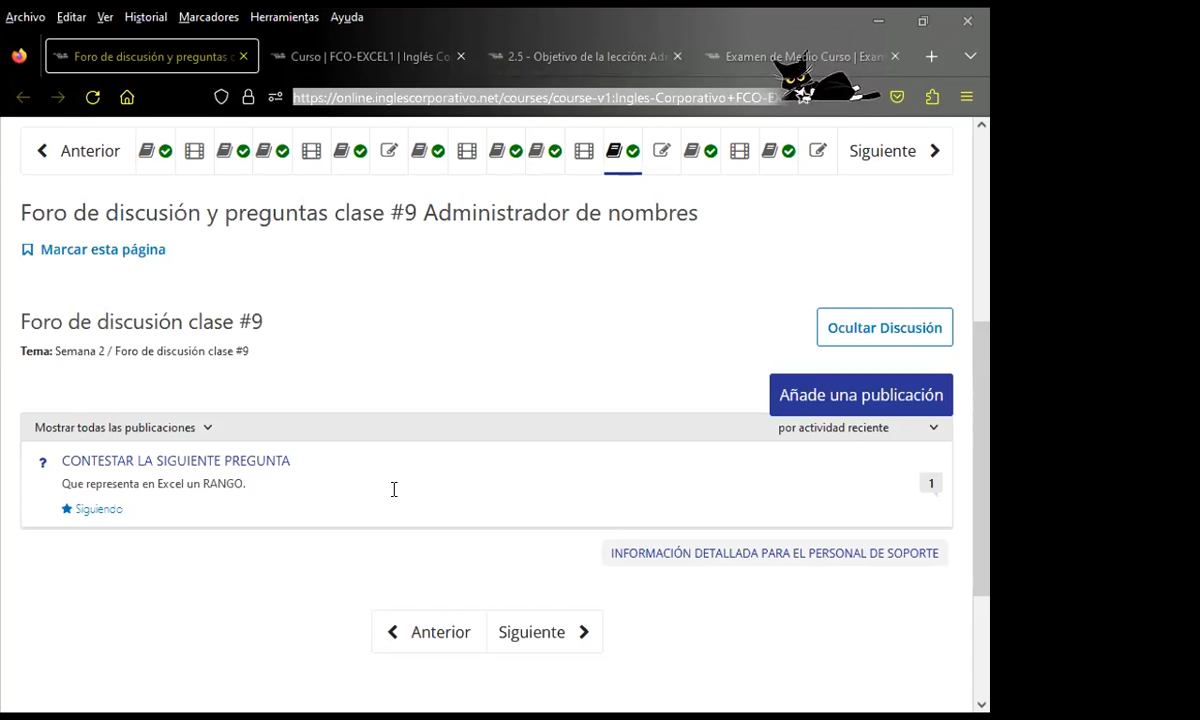 Archivo Editar Ver Historial Marcadores Herramientas Ayuda
Foro de discusión y preguntas c
Curso | FCO-EXCEL1 | Inglés Co
2.5 - Objetivo de la lección: Adm
Examen de Medio Curso | Exam
https://online.inglescorporativo.net/courses/course-v1:Ingles-Corporativo+FCO-E
Anterior
Siguiente
Foro de discusión y preguntas clase #9 Administrador de nombres
Marcar esta página
Foro de discusión clase #9
Ocultar Discusión
Tema: Semana 2 / Foro de discusión clase #9
Añade una publicación
Mostrar todas las publicaciones
por actividad reciente
? CONTESTAR LA SIGUIENTE PREGUNTA
Que representa en Excel un RANGO.
1
Siguiendo
INFORMACIÓN DETALLADA PARA EL PERSONAL DE SOPORTE
Anterior Siguiente